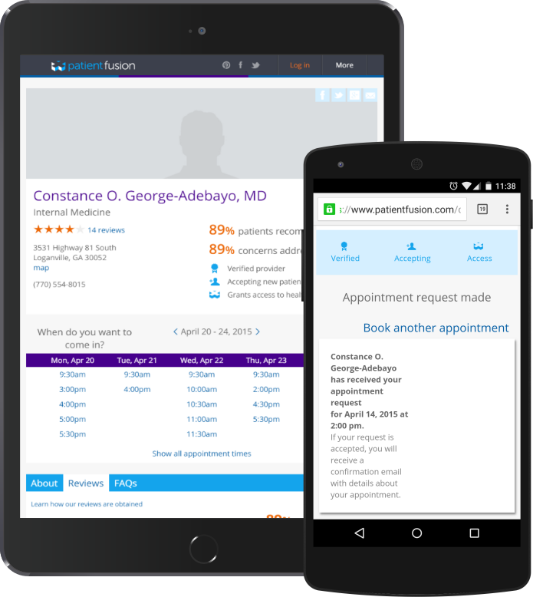 patientfusion
Log in
More
Constance O. George-Adebayo, MD
Internal Medicine
14 reviews
3531 Highway 81 South
Loganville, GA 30052
map
(770) 554-8015
89% patients recom
89% concerns addre
Verified provider
Accepting new patien
Grants access to heal
When do you want to
come in?
< April 20 - 24, 2015 >
Mon, Apr 20 Tue, Apr 21 Wed, Apr 22 Thu, Apr 23
9:30am 9:30am 9:30am 9:30am
3:00pm 4:00pm 10:00am 2:00pm
4:00pm 10:30am 4:30pm
5:00pm 11:00am 5:30pm
5:30pm 11:30am
Show all appointment times
About Reviews FAQs
Learn how our reviews are obtained
11:38
://www.patientfusion.com/
19
Verified Accepting Access
Appointment request made
Book another appointment
Constance O.
George-Adebayo
has received your
appointment
request
for April 14, 2015 at
2:00 pm.
If your request is
accepted, you will
receive a
confirmation email
with details about
your appointment.